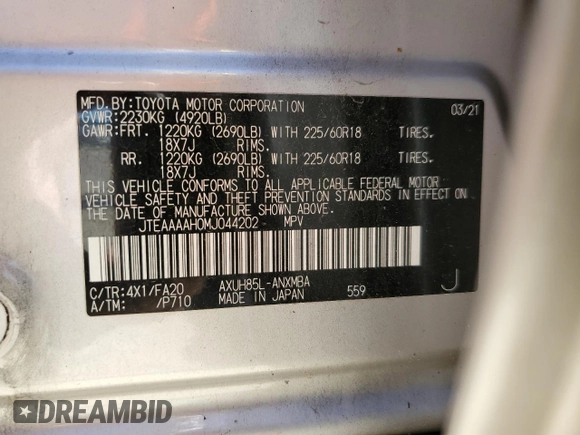 MFD. BY: TOYOTA MOTOR CORPORATION 03/21
GVWR: 2230KG (4920LB)
GAWR: FRT. 1220KG (2690LB) WITH 225/60R18 TIRES.
18X7J RIMS.
RR. 1220KG (2690LB) WITH 225/60R18 TIRES.
18X7J RIMS.
THIS VEHICLE CONFORMS TO ALL APPLICABLE FEDERAL MOTOR
VEHICLE SAFETY AND THEFT PREVENTION STANDARDS IN EFFECT
ON THE DATE OF MANUFACTURE SHOWN ABOVE.
JTEAAAAH0MJ044202 MPV
C/TR: 4X1/FA20 AXUH85L-ANXMBA J
A/TM: /P710 MADE IN JAPAN 559
DREAMBID